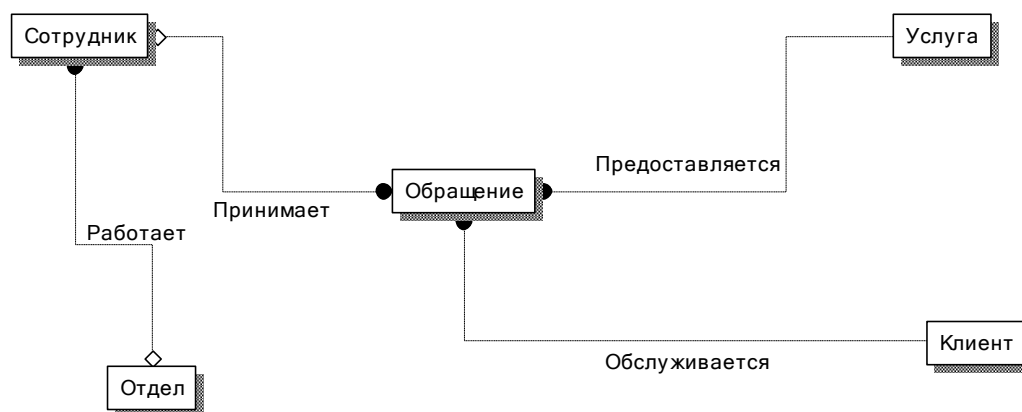 Сотрудник
Услуга
Предоставляется
Обращение
Принимает
Работает
Клиент
Обслуживается
Отдел